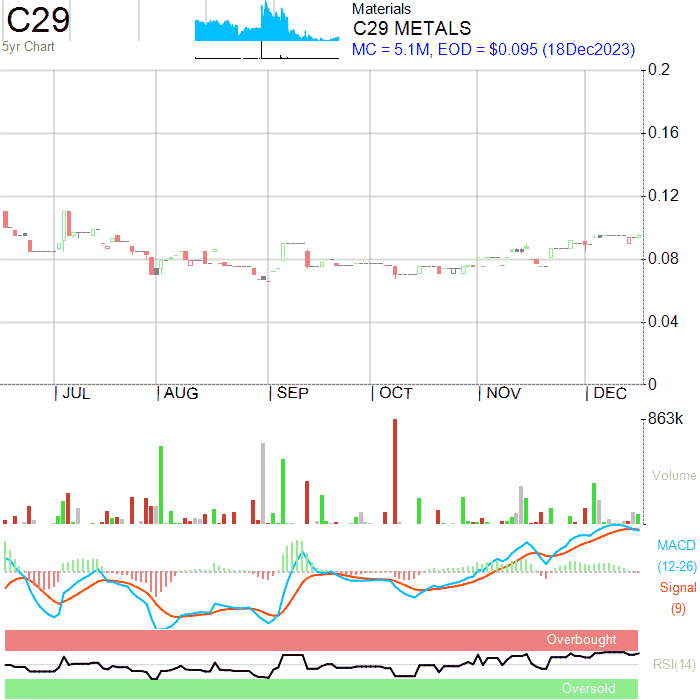 C29
5yr Chart
Materials
C29 METALS
MC = 5.1M, EOD = $0.095 (18Dec2023)
0.2
0.16
0.12
0.08
0.04
0
JUL AUG SEP OCT NOV DEC
863k
Volume
MACD
(12-26)
Signal
(9)
Overbought
RSI(14)
Oversold